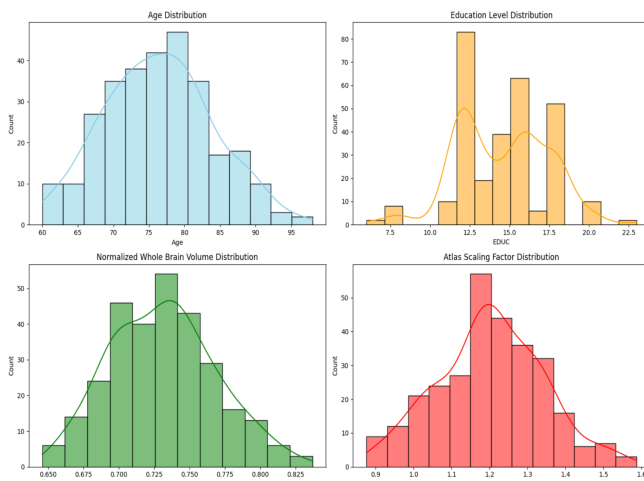 Age Distribution
Count
40
30
20
10
0
60 65 70 75 80 85 90 95
Age
Education Level Distribution
Count
80
70
60
50
40
30
20
10
0
7.5 10.0 12.5 15.0 17.5 20.0 22.5
EDUC
Normalized Whole Brain Volume Distribution
Count
50
40
30
20
10
0
0.650 0.675 0.700 0.725 0.750 0.775 0.800 0.825
Atlas Scaling Factor Distribution
Count
50
40
30
20
10
0
0.9 1.0 1.1 1.2 1.3 1.4 1.5